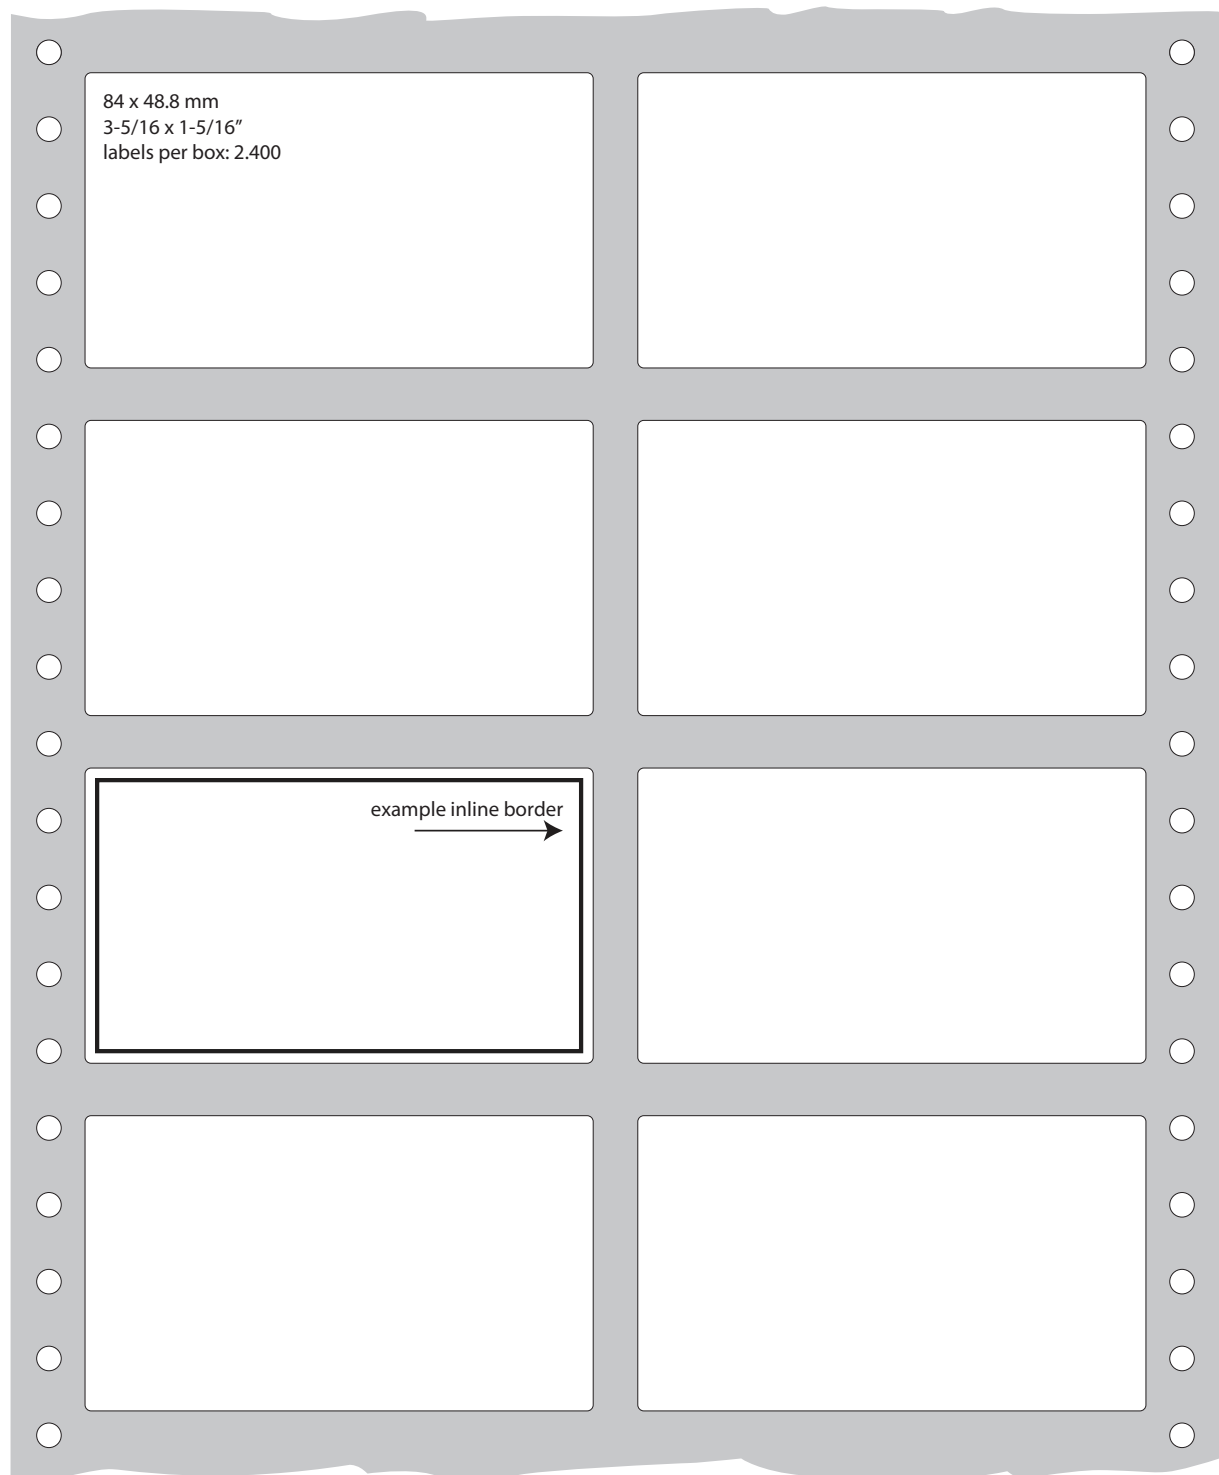 84 x 48.8 mm
3-5/16 x 1-5/16”
labels per box: 2.400
example inline border